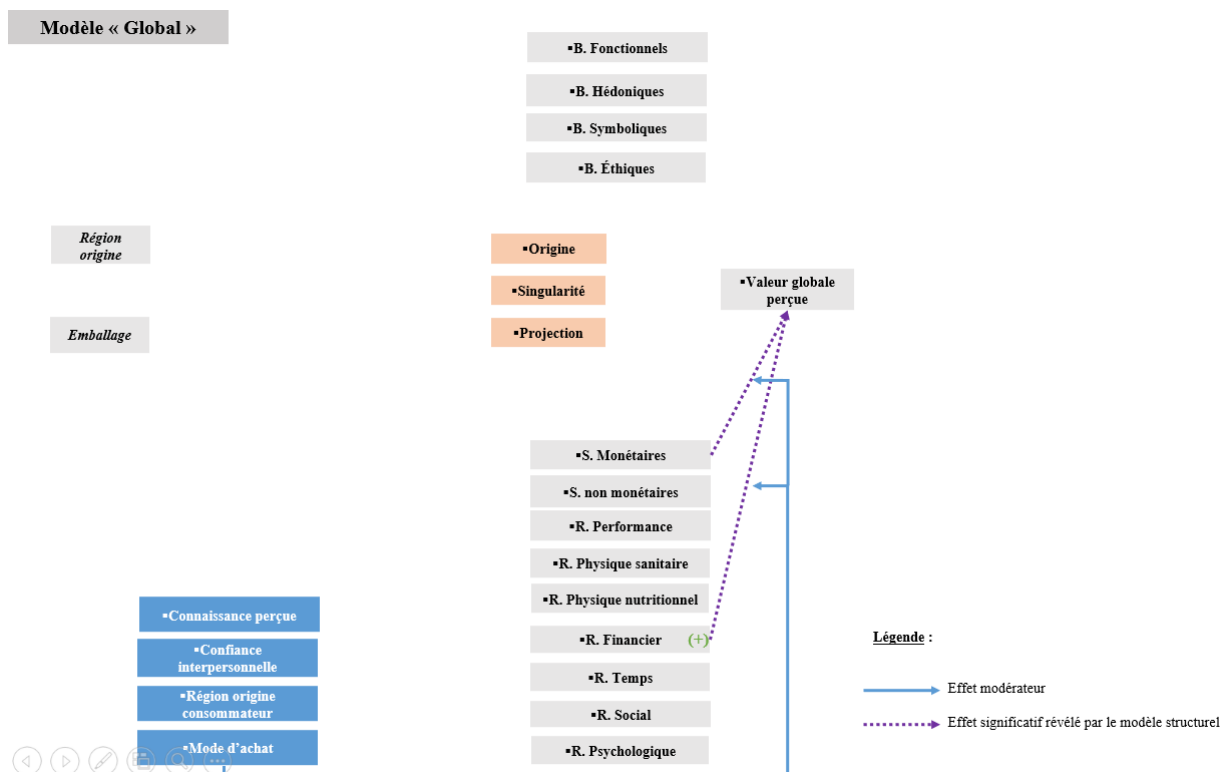 Modèle « Global »
▪B. Fonctionnels
▪B. Hédoniques
▪B. Symboliques
▪B. Éthiques
Région
origine
Emballage
▪Origine
▪Singularité
▪Projection
▪Valeur globale
perçue
▪S. Monétaires
▪S. non monétaires
▪R. Performance
▪R. Physique sanitaire
▪R. Physique nutritionnel
▪R. Financier (+)
▪R. Temps
▪R. Social
▪R. Psychologique
▪Connaissance perçue
▪Confiance
interpersonnelle
▪Région origine
consommateur
▪Mode d’achat
Légende :
Effet modérateur
Effet significatif révélé par le modèle structurel